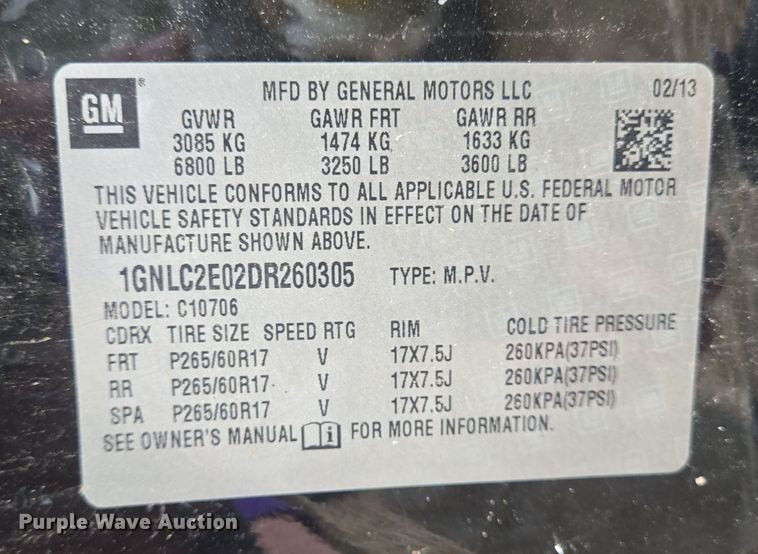 GM ® MFD BY GENERAL MOTORS LLC 02/13
GVWR GAWR FRT GAWR RR
3085 KG 1474 KG 1633 KG
6800 LB 3250 LB 3600 LB
THIS VEHICLE CONFORMS TO ALL APPLICABLE U.S. FEDERAL MOTOR
VEHICLE SAFETY STANDARDS IN EFFECT ON THE DATE OF
MANUFACTURE SHOWN ABOVE.
1GNLC2E02DR260305 TYPE: M.P.V.
MODEL: C10706
CDRX TIRE SIZE SPEED RTG RIM COLD TIRE PRESSURE
FRT P265/60R17 V 17X7.5J 260KPA(37PSI)
RR P265/60R17 V 17X7.5J 260KPA(37PSI)
SPA P265/60R17 V 17X7.5J 260KPA(37PSI)
SEE OWNER'S MANUAL i FOR MORE INFORMATION.
Purple Wave Auction